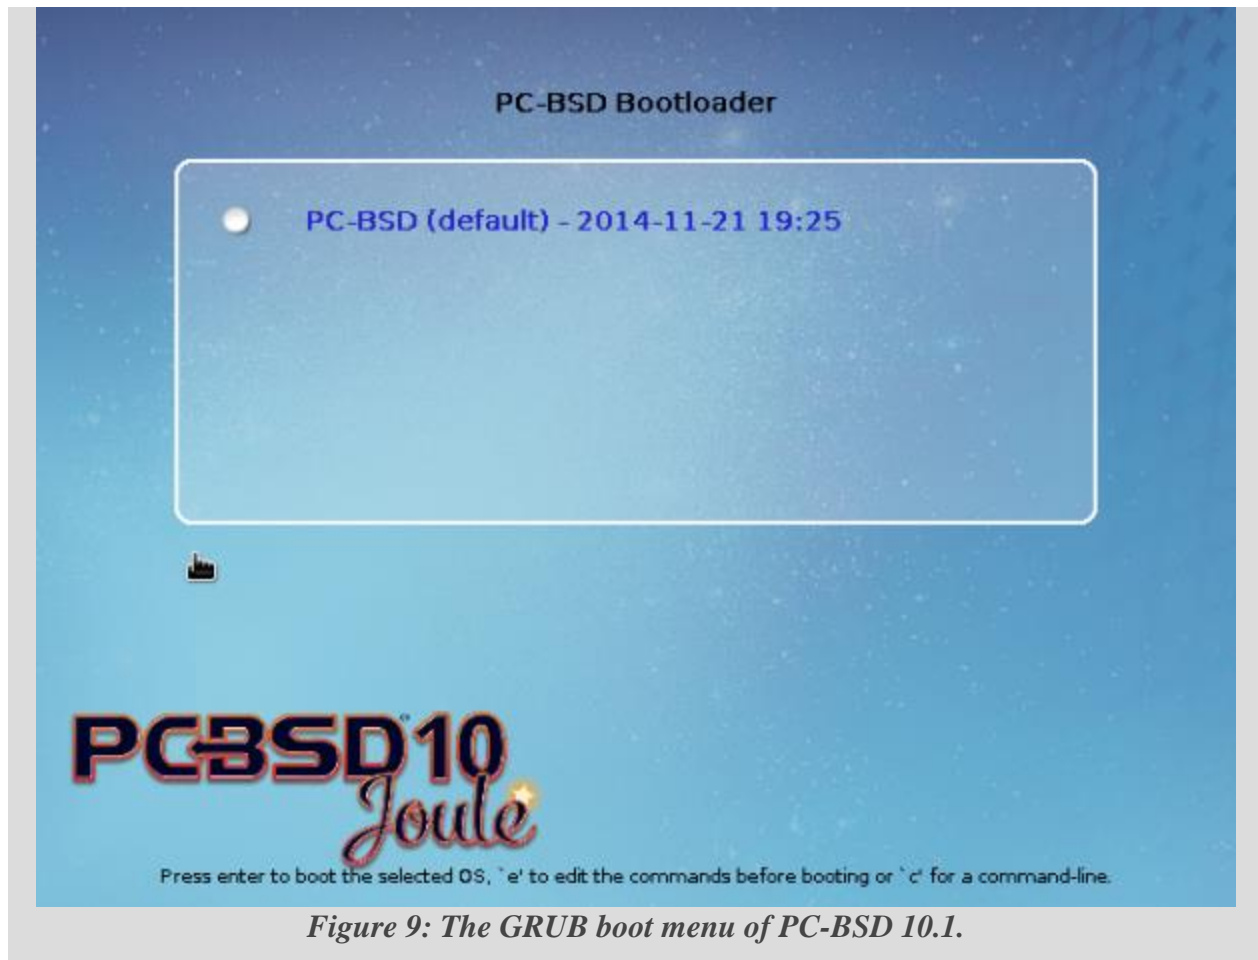 PC-BSD Bootloader
PC-BSD (default) - 2014-11-21 19:25
PCBSD® 10
Joule
Press enter to boot the selected OS, `e' to edit the commands before booting or `c' for a command-line.
Figure 9: The GRUB boot menu of PC-BSD 10.1.